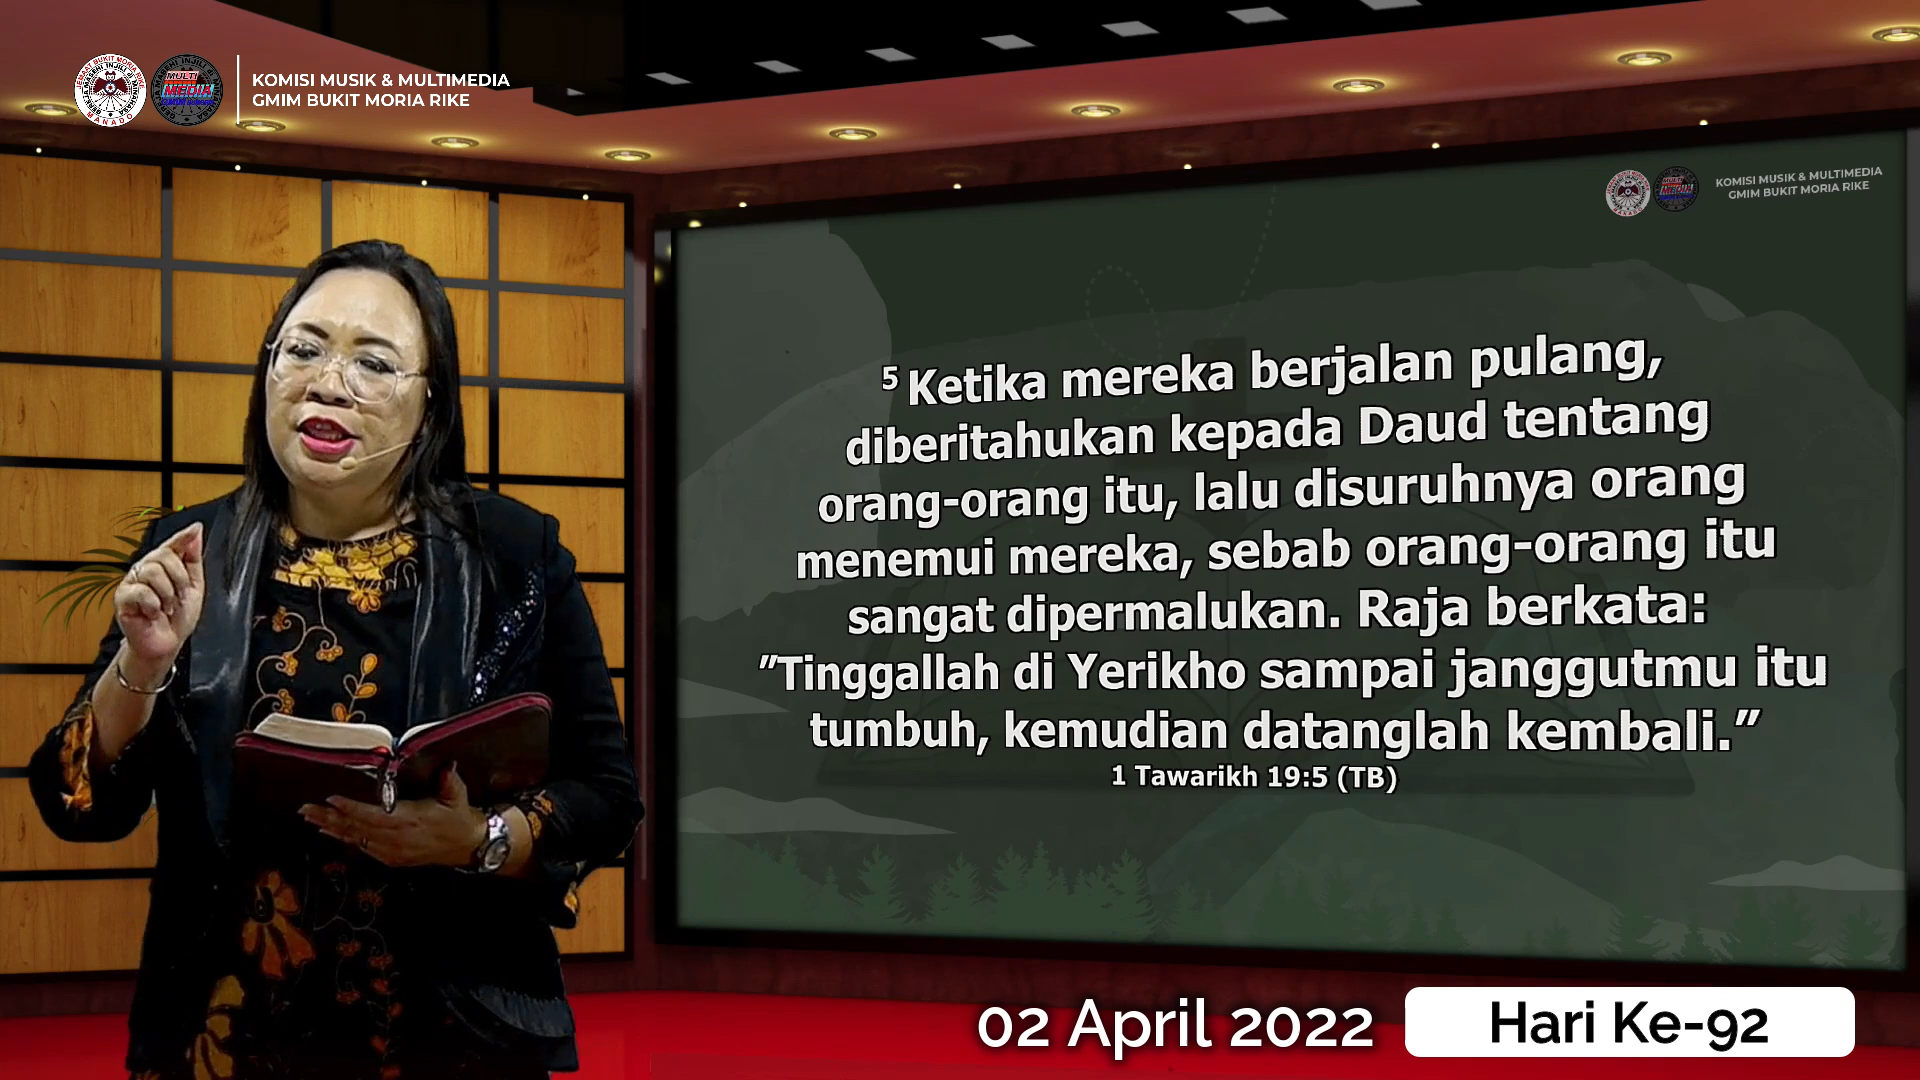 KOMISI MUSIK & MULTIMEDIA
GMIM BUKIT MORIA RIKE
MULTI
MEDIA
MANADO
KOMISI MUSIK & MULTIMEDIA
GMIM BUKIT MORIA RIKE
5 Ketika mereka berjalan pulang,
diberitahukan kepada Daud tentang
orang-orang itu, lalu disuruhnya orang
menemui mereka, sebab orang-orang itu
sangat dipermalukan. Raja berkata:
”Tinggallah di Yerikho sampai janggutmu itu
tumbuh, kemudian datanglah kembali.”
1 Tawarikh 19:5 (TB)
02 April 2022
Hari Ke-92